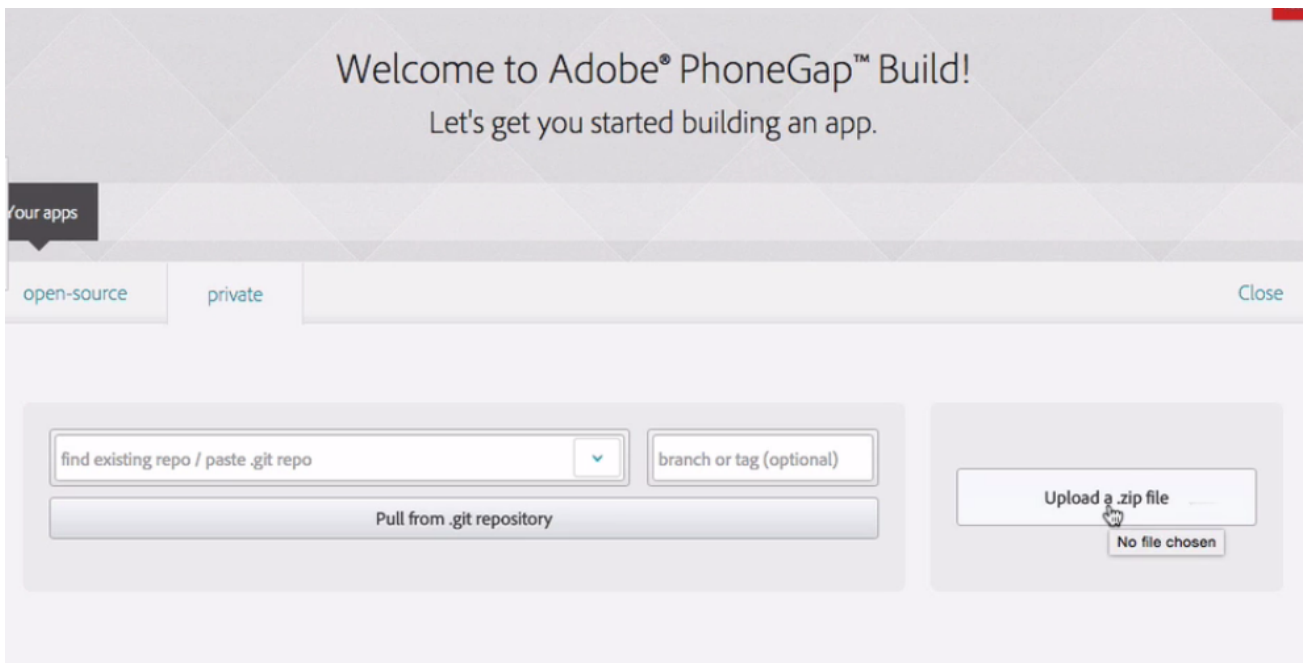 Welcome to Adobe® PhoneGap™ Build!
Let's get you started building an app.
Your apps
open-source
private
Close
find existing repo / paste .git repo
branch or tag (optional)
Upload a .zip file
Pull from .git repository
No file chosen